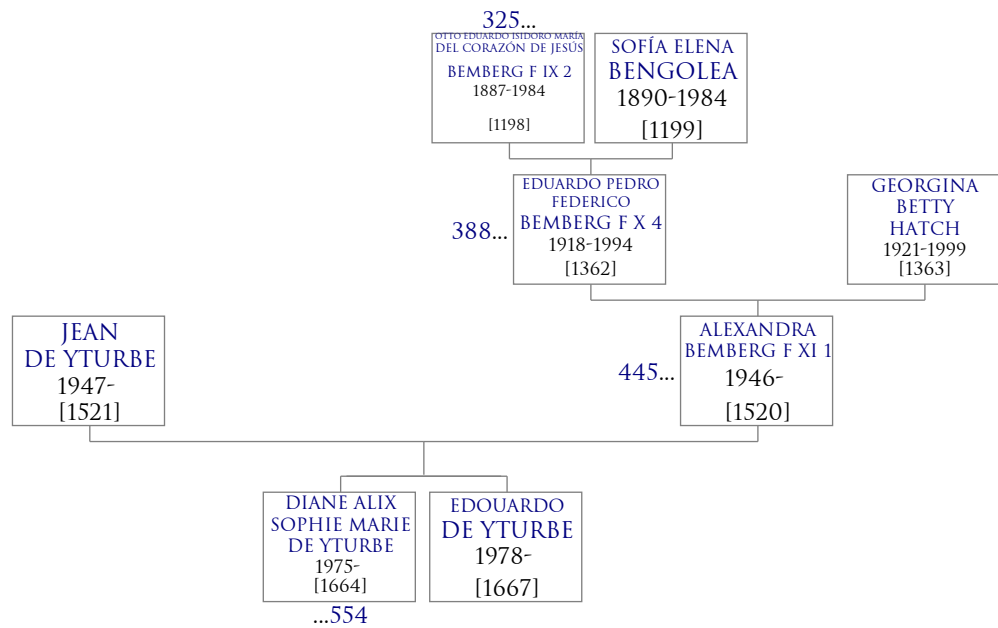 325...
OTTO EDUARDO ISIDORO MARÍA
DEL CORAZÓN DE JESÚS
BEMBERG F IX 2
1887-1984
[1198]
SOFÍA ELENA
BENGOLEA
1890-1984
[1199]
388...
EDUARDO PEDRO
FEDERICO
BEMBERG F X 4
1918-1994
[1362]
GEORGINA
BETTY
HATCH
1921-1999
[1363]
JEAN
DE YTURBE
1947-
[1521]
445...
ALEXANDRA
BEMBERG F XI 1
1946-
[1520]
DIANE ALIX
SOPHIE MARIE
DE YTURBE
1975-
[1664]
...554
EDOUARDO
DE YTURBE
1978-
[1667]